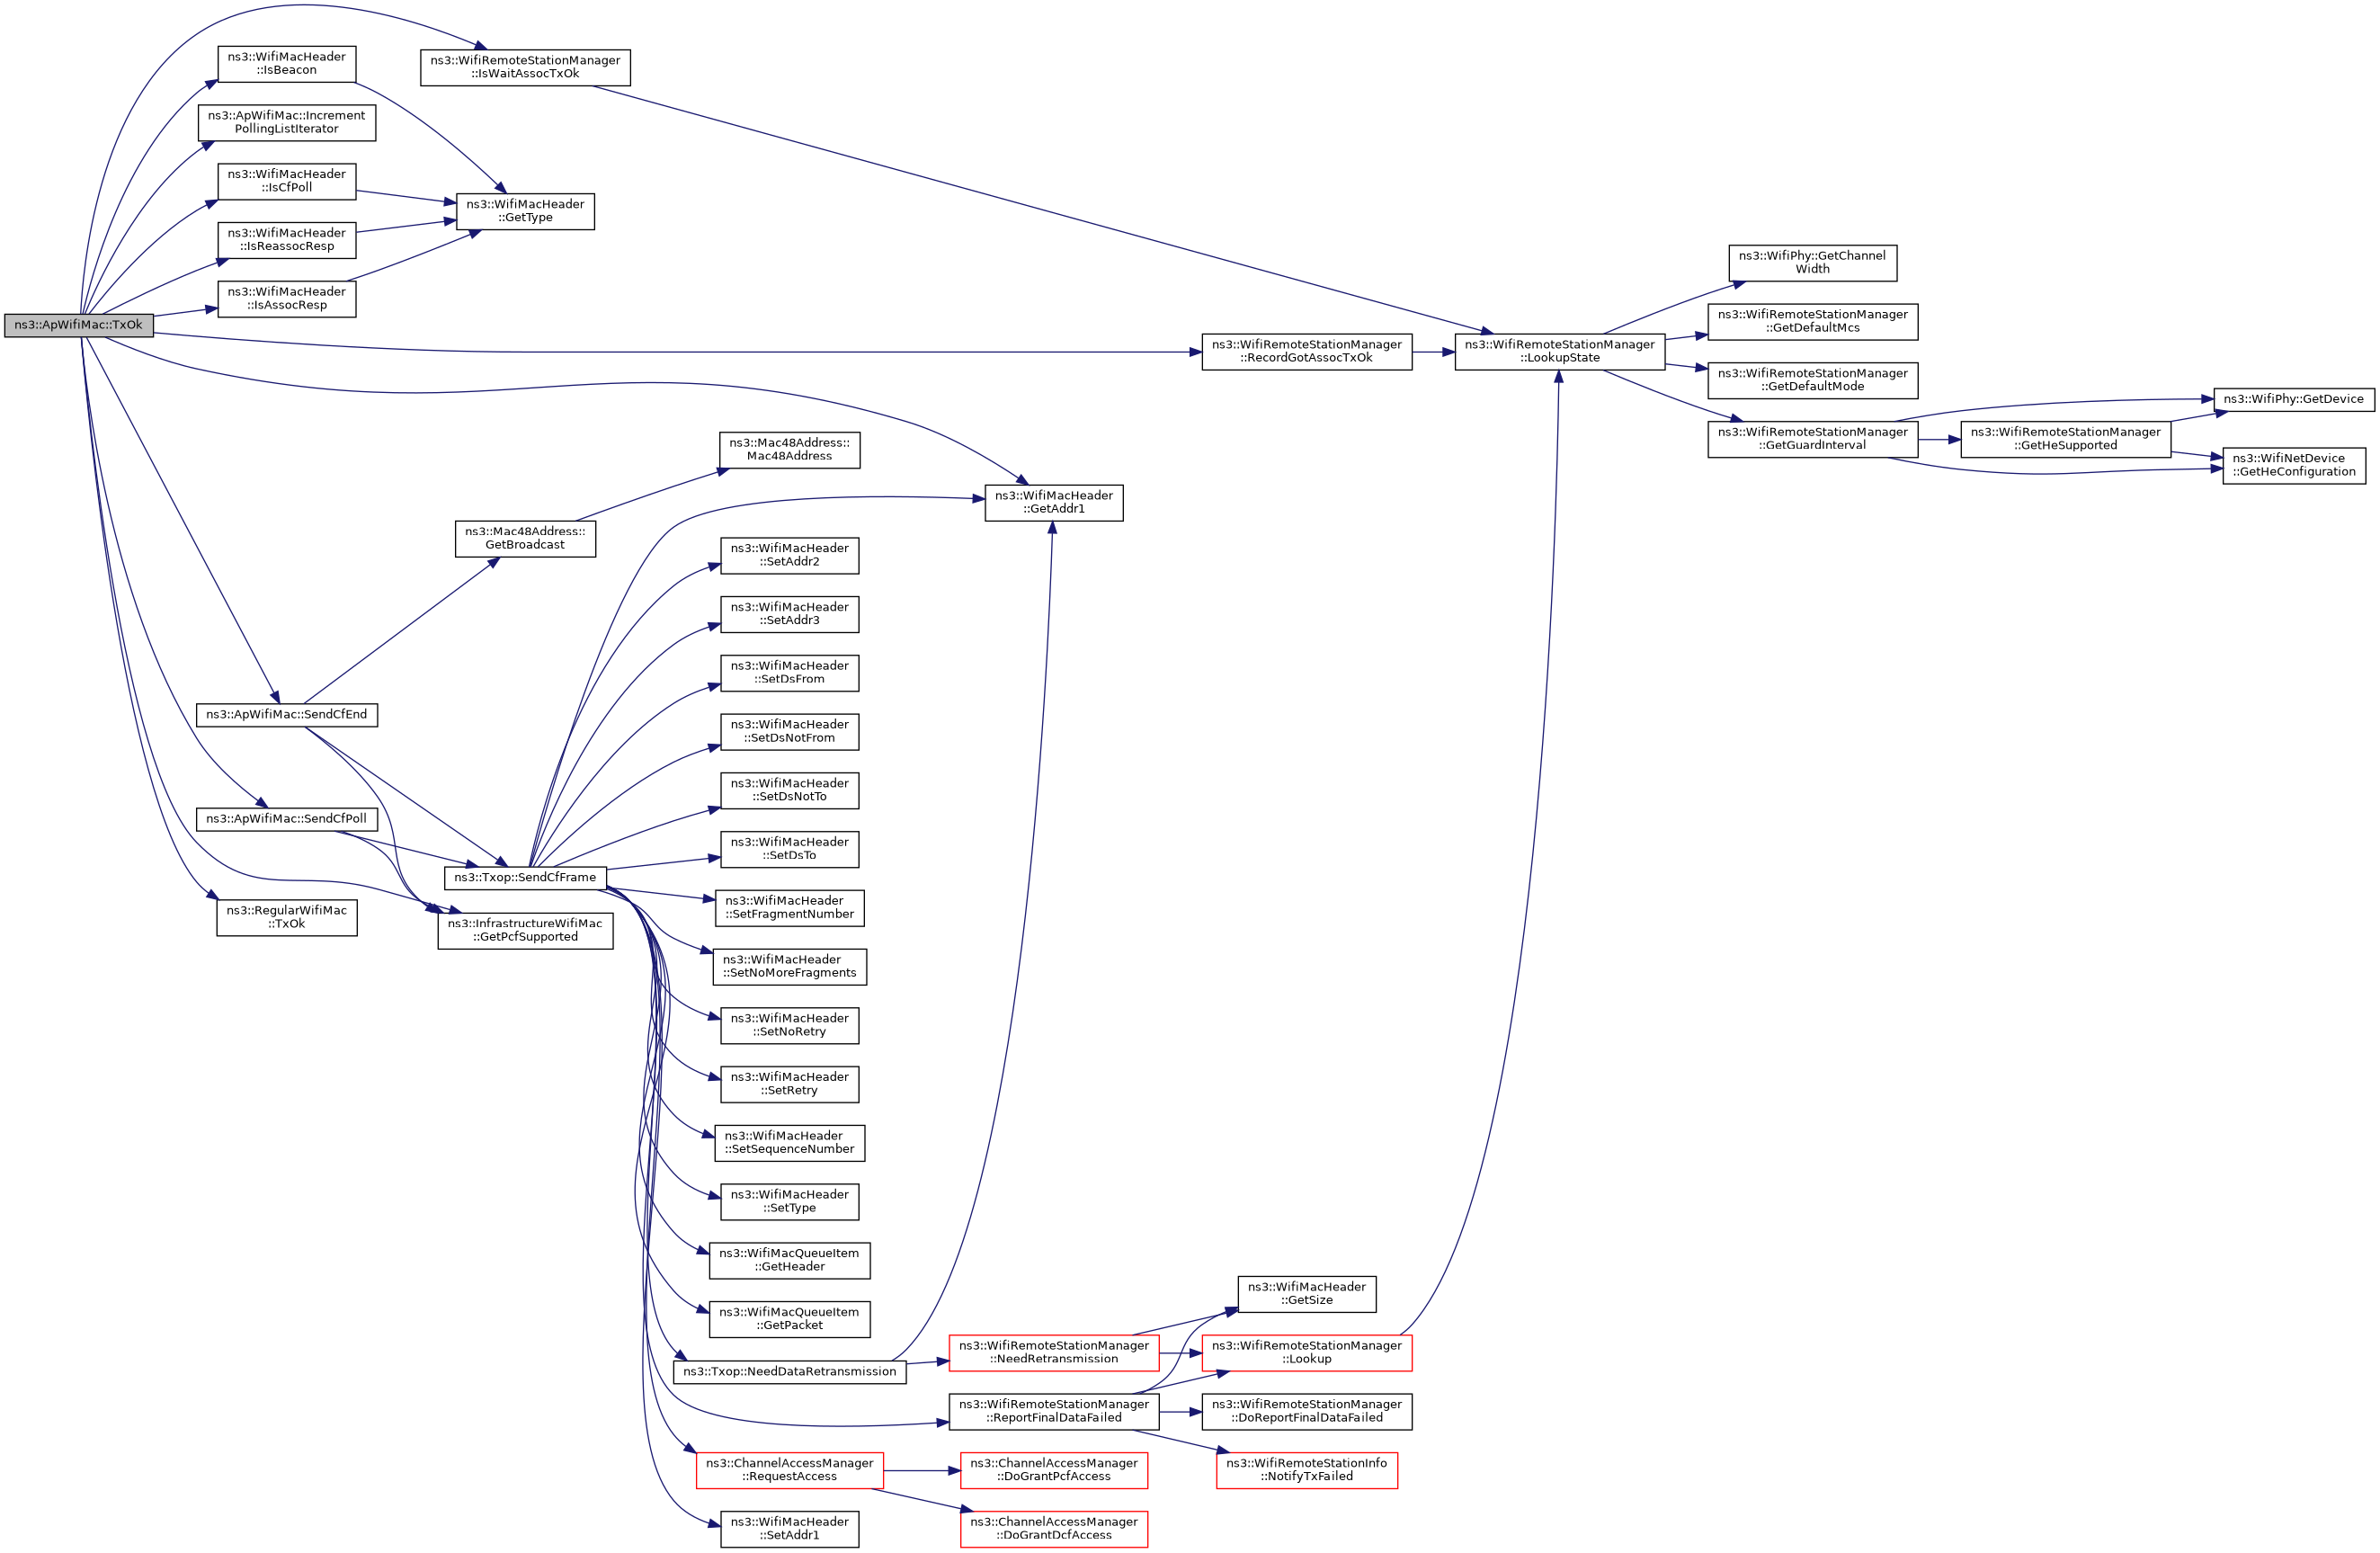 ns3::ApWifiMac::TxOk
ns3::WifiRemoteStationManager
::IsWaitAssocTxOk
ns3::WifiMacHeader
::IsBeacon
ns3::ApWifiMac::Increment
PollingListIterator
ns3::WifiMacHeader
::IsCfPoll
ns3::WifiMacHeader
::IsReassocResp
ns3::WifiMacHeader
::IsAssocResp
ns3::WifiMacHeader
::GetType
ns3::WifiRemoteStationManager
::RecordGotAssocTxOk
ns3::WifiRemoteStationManager
::LookupState
ns3::WifiPhy::GetChannel
Width
ns3::WifiRemoteStationManager
::GetDefaultMcs
ns3::WifiRemoteStationManager
::GetDefaultMode
ns3::WifiRemoteStationManager
::GetGuardInterval
ns3::WifiRemoteStationManager
::GetHeSupported
ns3::WifiPhy::GetDevice
ns3::WifiNetDevice
::GetHeConfiguration
ns3::Mac48Address::
Mac48Address
ns3::Mac48Address::
GetBroadcast
ns3::WifiMacHeader
::GetAddr1
ns3::WifiMacHeader
::SetAddr2
ns3::WifiMacHeader
::SetAddr3
ns3::WifiMacHeader
::SetDsFrom
ns3::WifiMacHeader
::SetDsNotFrom
ns3::WifiMacHeader
::SetDsNotTo
ns3::WifiMacHeader
::SetDsTo
ns3::ApWifiMac::SendCfEnd
ns3::ApWifiMac::SendCfPoll
ns3::Txop::SendCfFrame
ns3::RegularWifiMac
::TxOk
ns3::InfrastructureWifiMac
::GetPcfSupported
ns3::WifiMacHeader
::SetFragmentNumber
ns3::WifiMacHeader
::SetNoMoreFragments
ns3::WifiMacHeader
::SetNoRetry
ns3::WifiMacHeader
::SetRetry
ns3::WifiMacHeader
::SetSequenceNumber
ns3::WifiMacHeader
::SetType
ns3::WifiMacQueueItem
::GetHeader
ns3::WifiMacQueueItem
::GetPacket
ns3::Txop::NeedDataRetransmission
ns3::WifiRemoteStationManager
::NeedRetransmission
ns3::WifiRemoteStationManager
::ReportFinalDataFailed
ns3::WifiMacHeader
::GetSize
ns3::WifiRemoteStationManager
::Lookup
ns3::WifiRemoteStationManager
::DoReportFinalDataFailed
ns3::WifiRemoteStationInfo
::NotifyTxFailed
ns3::ChannelAccessManager
::RequestAccess
ns3::ChannelAccessManager
::DoGrantPcfAccess
ns3::ChannelAccessManager
::DoGrantDcfAccess
ns3::WifiMacHeader
::SetAddr1